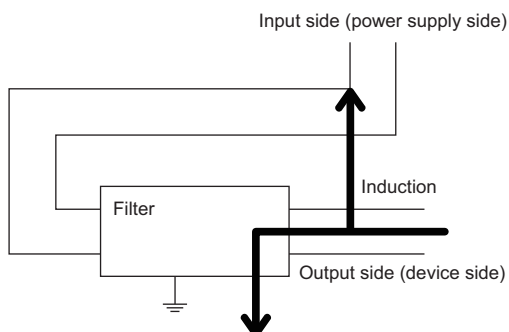 Input side (power supply side)
Induction
Filter
Output side (device side)